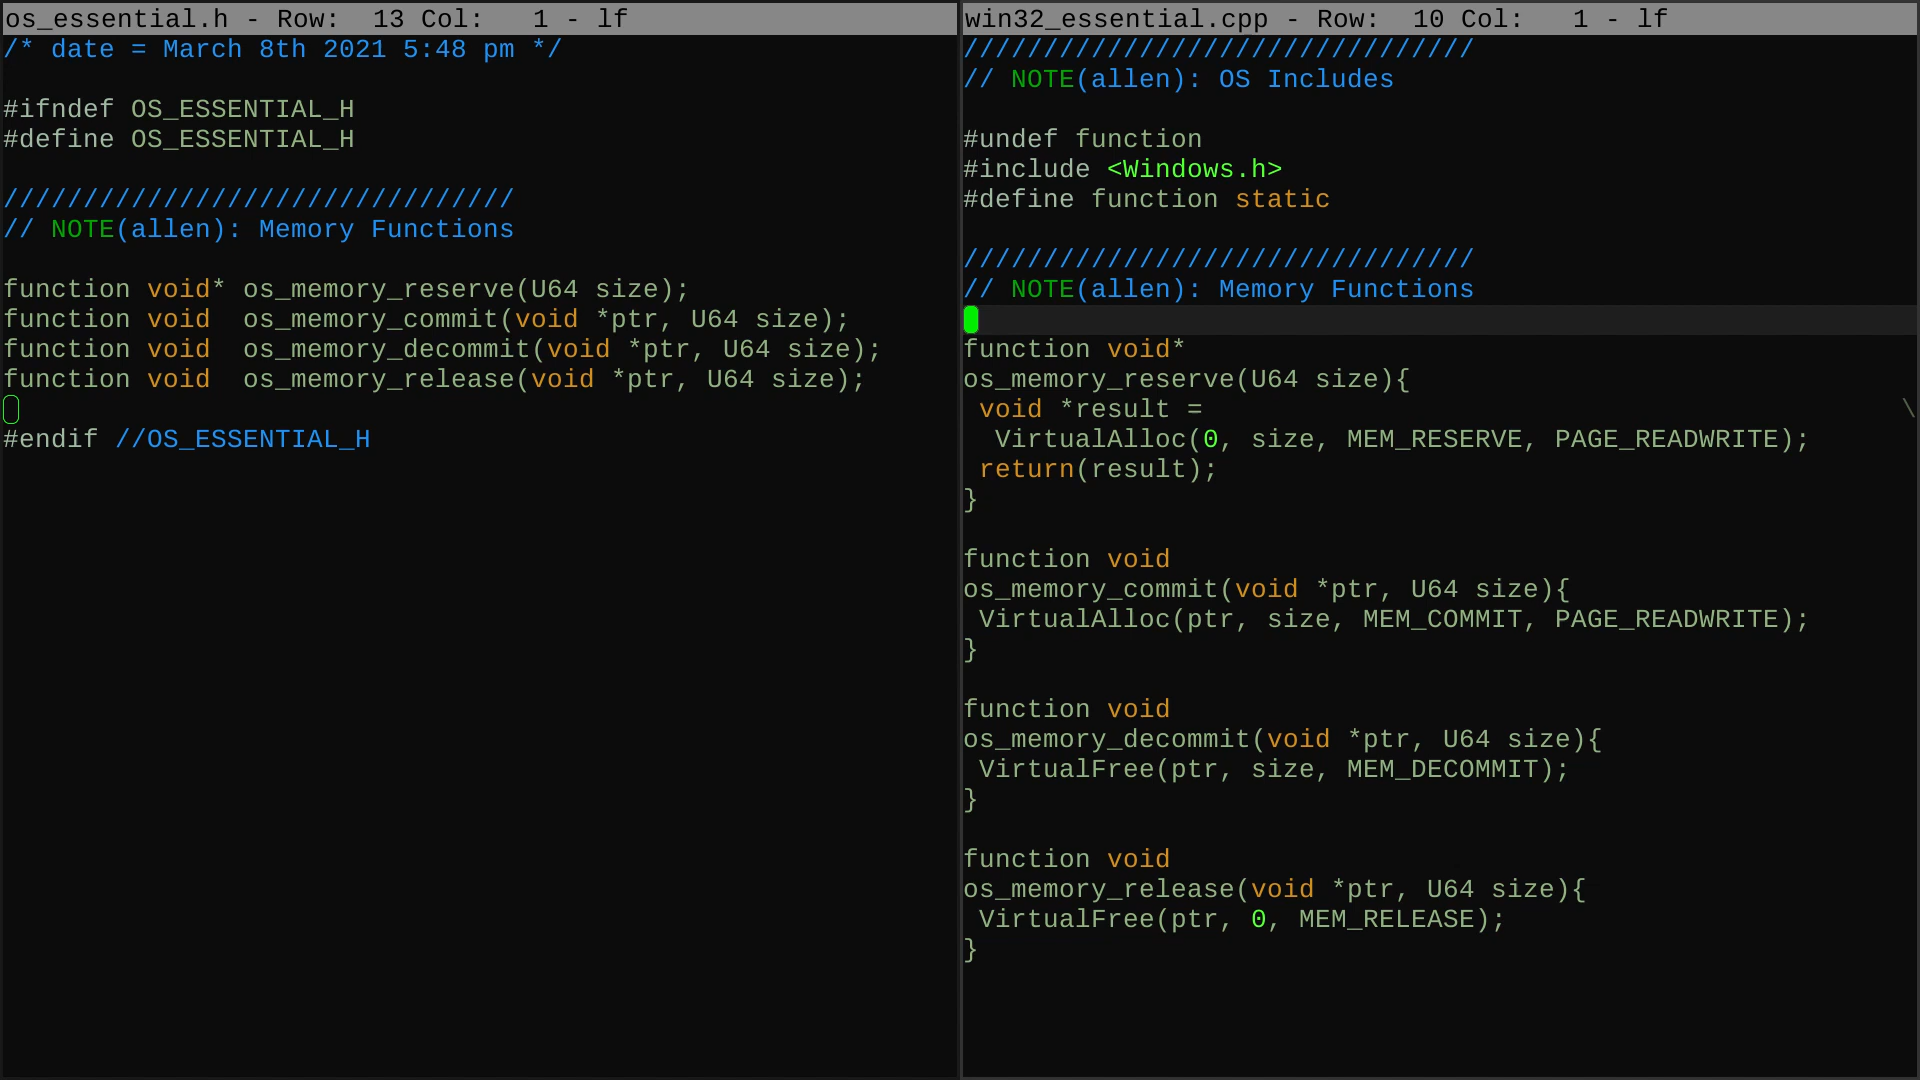 os_essential.h - Row:  13 Col:   1 - lf
/* date = March 8th 2021 5:48 pm */
#ifndef OS_ESSENTIAL_H
#define OS_ESSENTIAL_H
////////////////////////////////
// NOTE(allen): Memory Functions
function void* os_memory_reserve(U64 size);
function void  os_memory_commit(void *ptr, U64 size);
function void  os_memory_decommit(void *ptr, U64 size);
function void  os_memory_release(void *ptr, U64 size);
#endif //OS_ESSENTIAL_H
win32_essential.cpp - Row:  10 Col:   1 - lf
////////////////////////////////
// NOTE(allen): OS Includes
#undef function
#include <Windows.h>
#define function static
////////////////////////////////
// NOTE(allen): Memory Functions
function void*
os_memory_reserve(U64 size){
 void *result = \
  VirtualAlloc(0, size, MEM_RESERVE, PAGE_READWRITE);
 return(result);
}
function void
os_memory_commit(void *ptr, U64 size){
 VirtualAlloc(ptr, size, MEM_COMMIT, PAGE_READWRITE);
}
function void
os_memory_decommit(void *ptr, U64 size){
 VirtualFree(ptr, size, MEM_DECOMMIT);
}
function void
os_memory_release(void *ptr, U64 size){
 VirtualFree(ptr, 0, MEM_RELEASE);
}